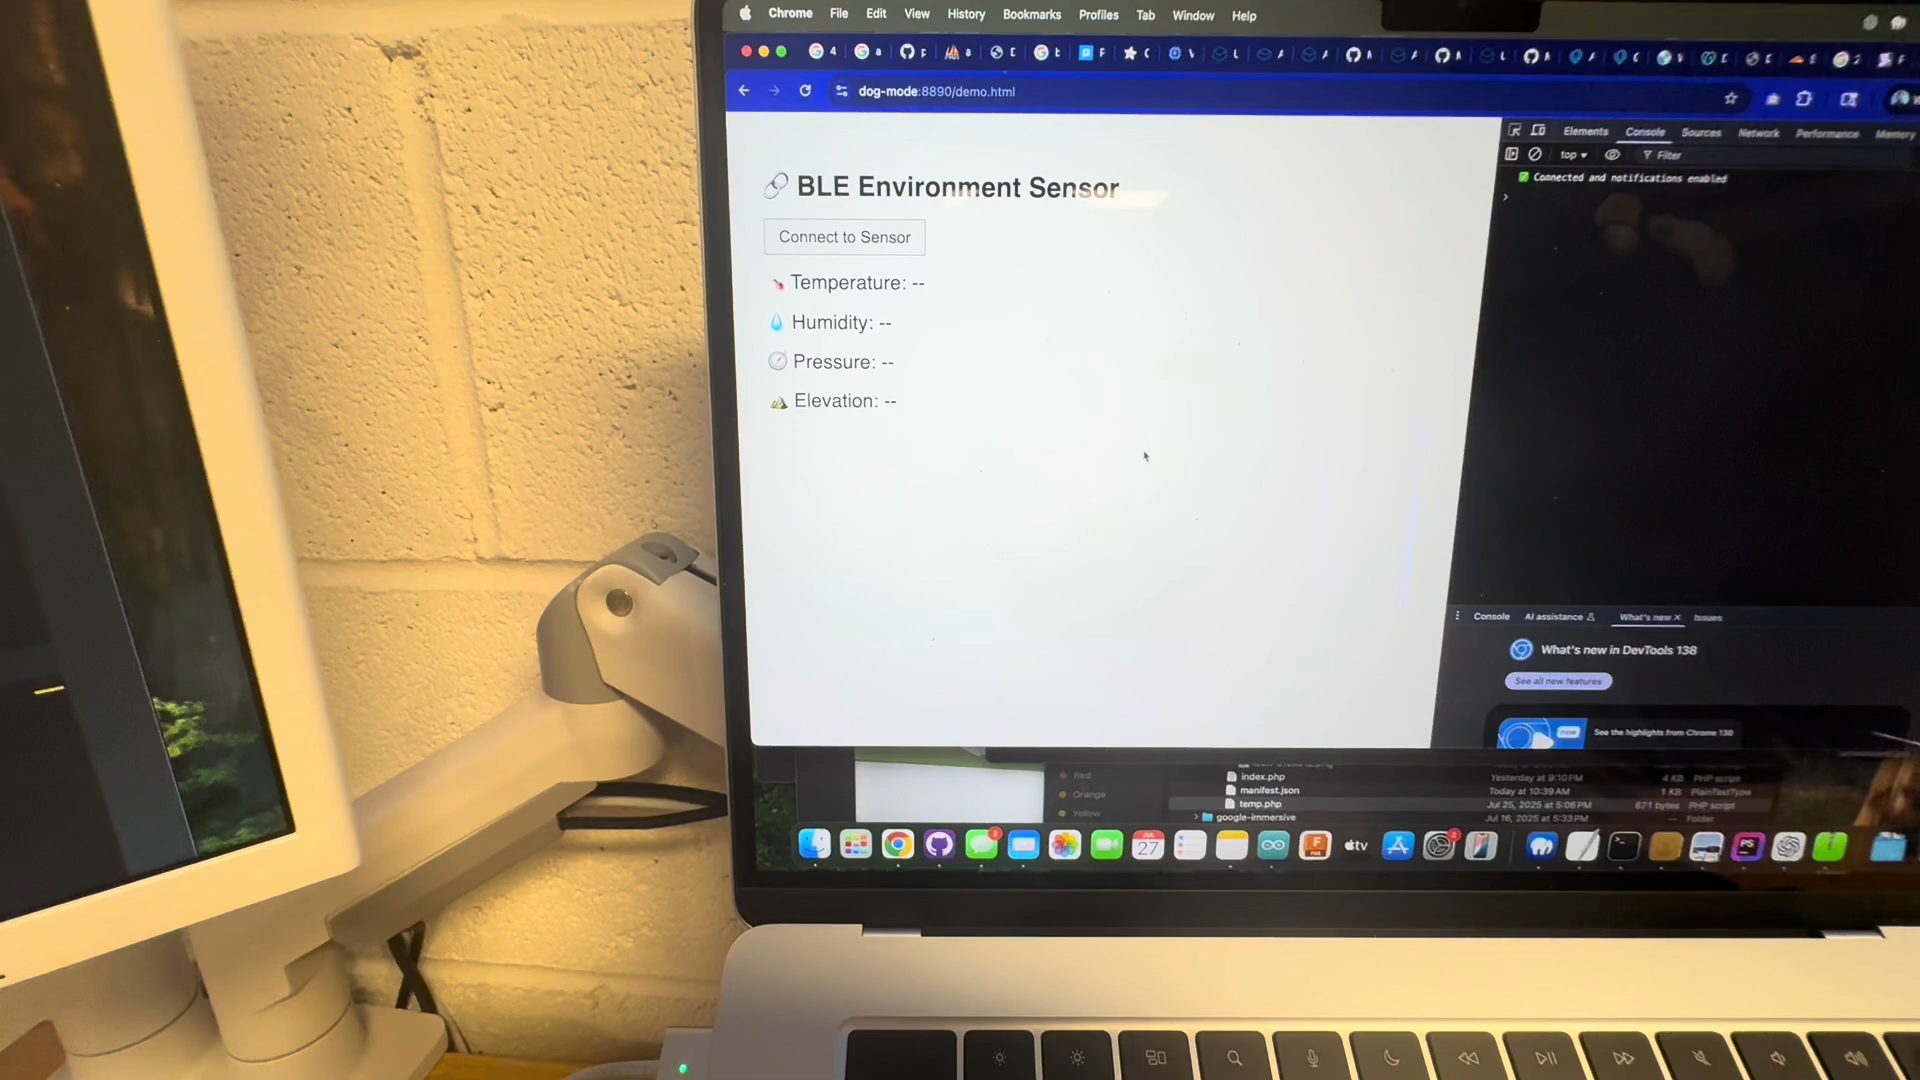 Chrome File Edit View History Bookmarks Profiles Tab Window Help
dog-mode:8890/demo.html
Elements Console Sources Network Performance Memory
top Filter
✅ Connected and notifications enabled
🔗 BLE Environment Sensor
Connect to Sensor
Temperature: --
💧 Humidity: --
Pressure: --
Elevation: --
Console AI assistance What's new Issues
What's new in DevTools 138
See all new features
new See the highlights from Chrome 138
Red
index.php Yesterday at 9:10 PM 4 KB PHP script
Orange
manifest.json Today at 10:39 AM 1 KB PlainTextType
temp.php Jul 25, 2025 at 5:06 PM 671 bytes PHP script
Yellow
google-immersive Jul 16, 2025 at 5:33 PM -- Folder
JUL
27
tv
PS